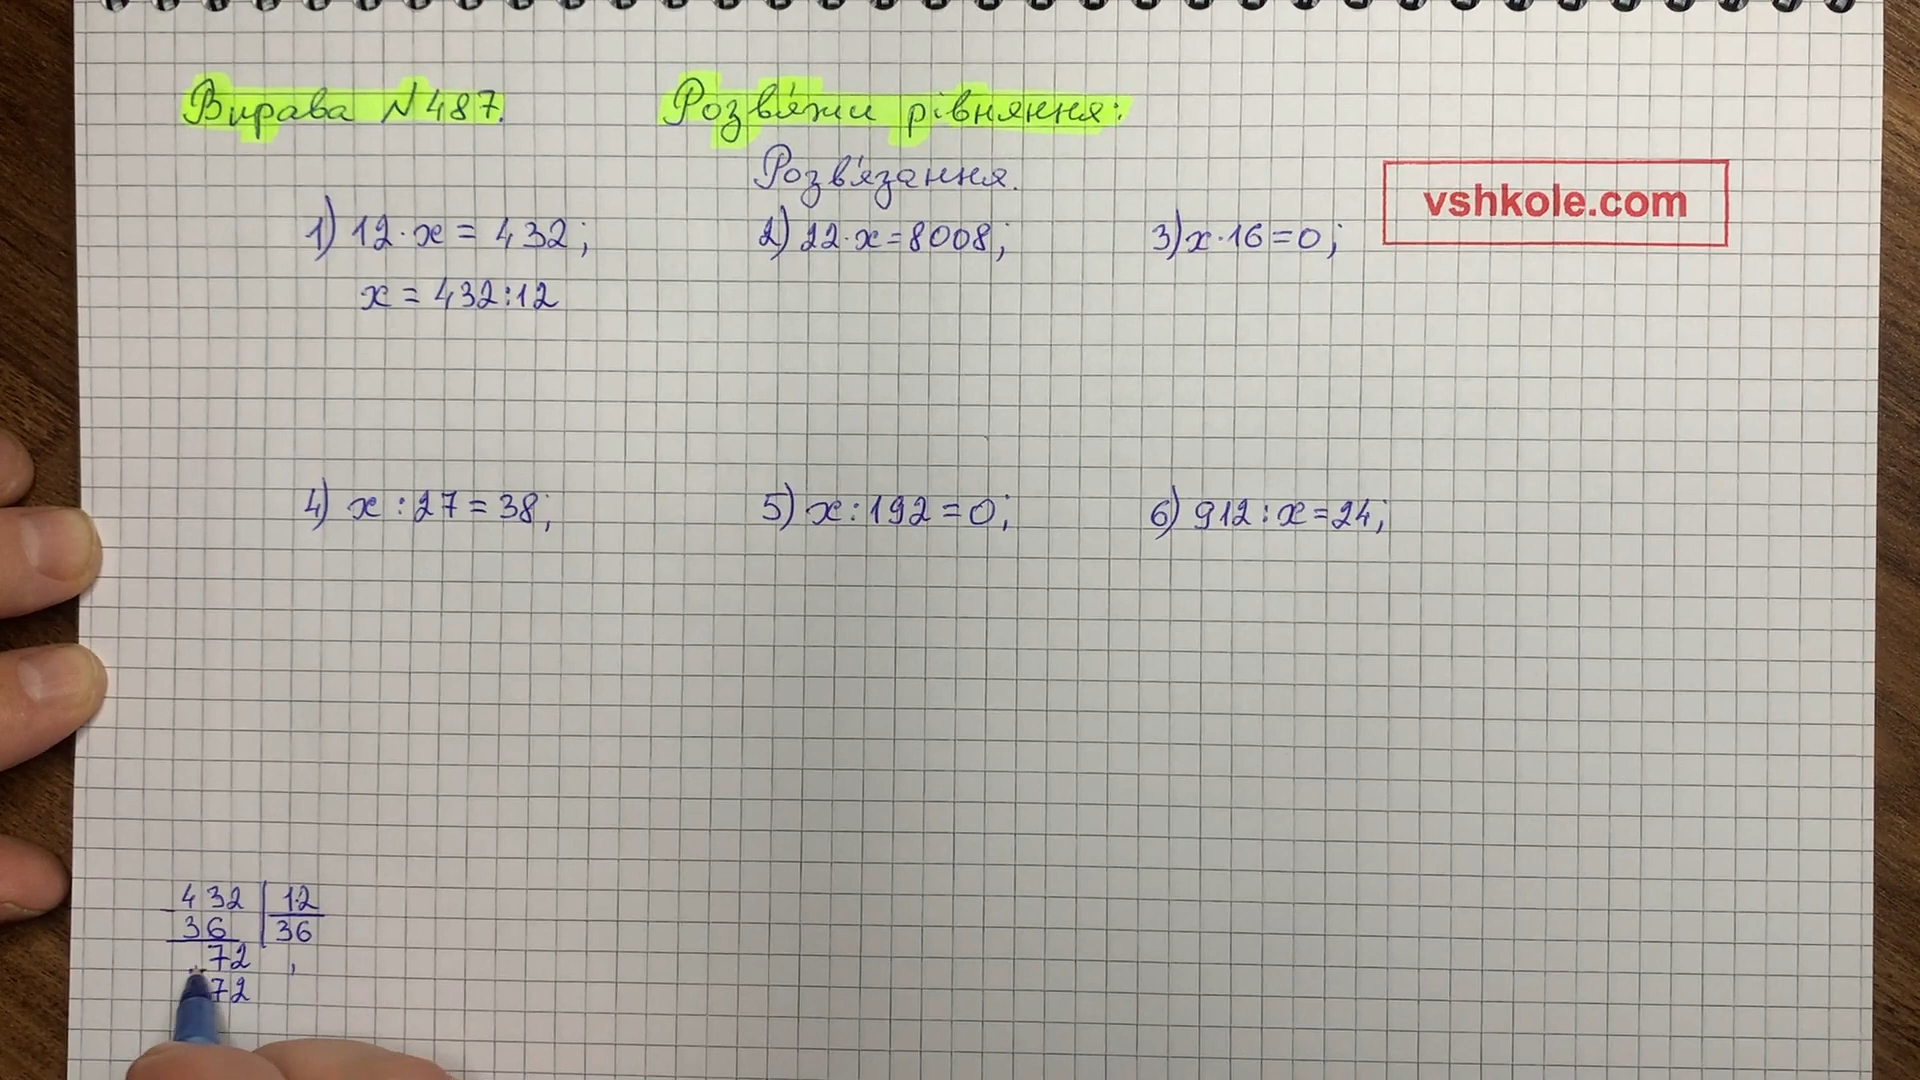 Вправа №487. Розв'яжи рівняння:
Розв'язання.
vshkole.com
1) 12·x = 432; 2) 22·x=8008; 3) x·16=0;
x = 432:12
4) x:27=38; 5) x:192=0; 6) 912:x=24;
432 12
36 36
72
72